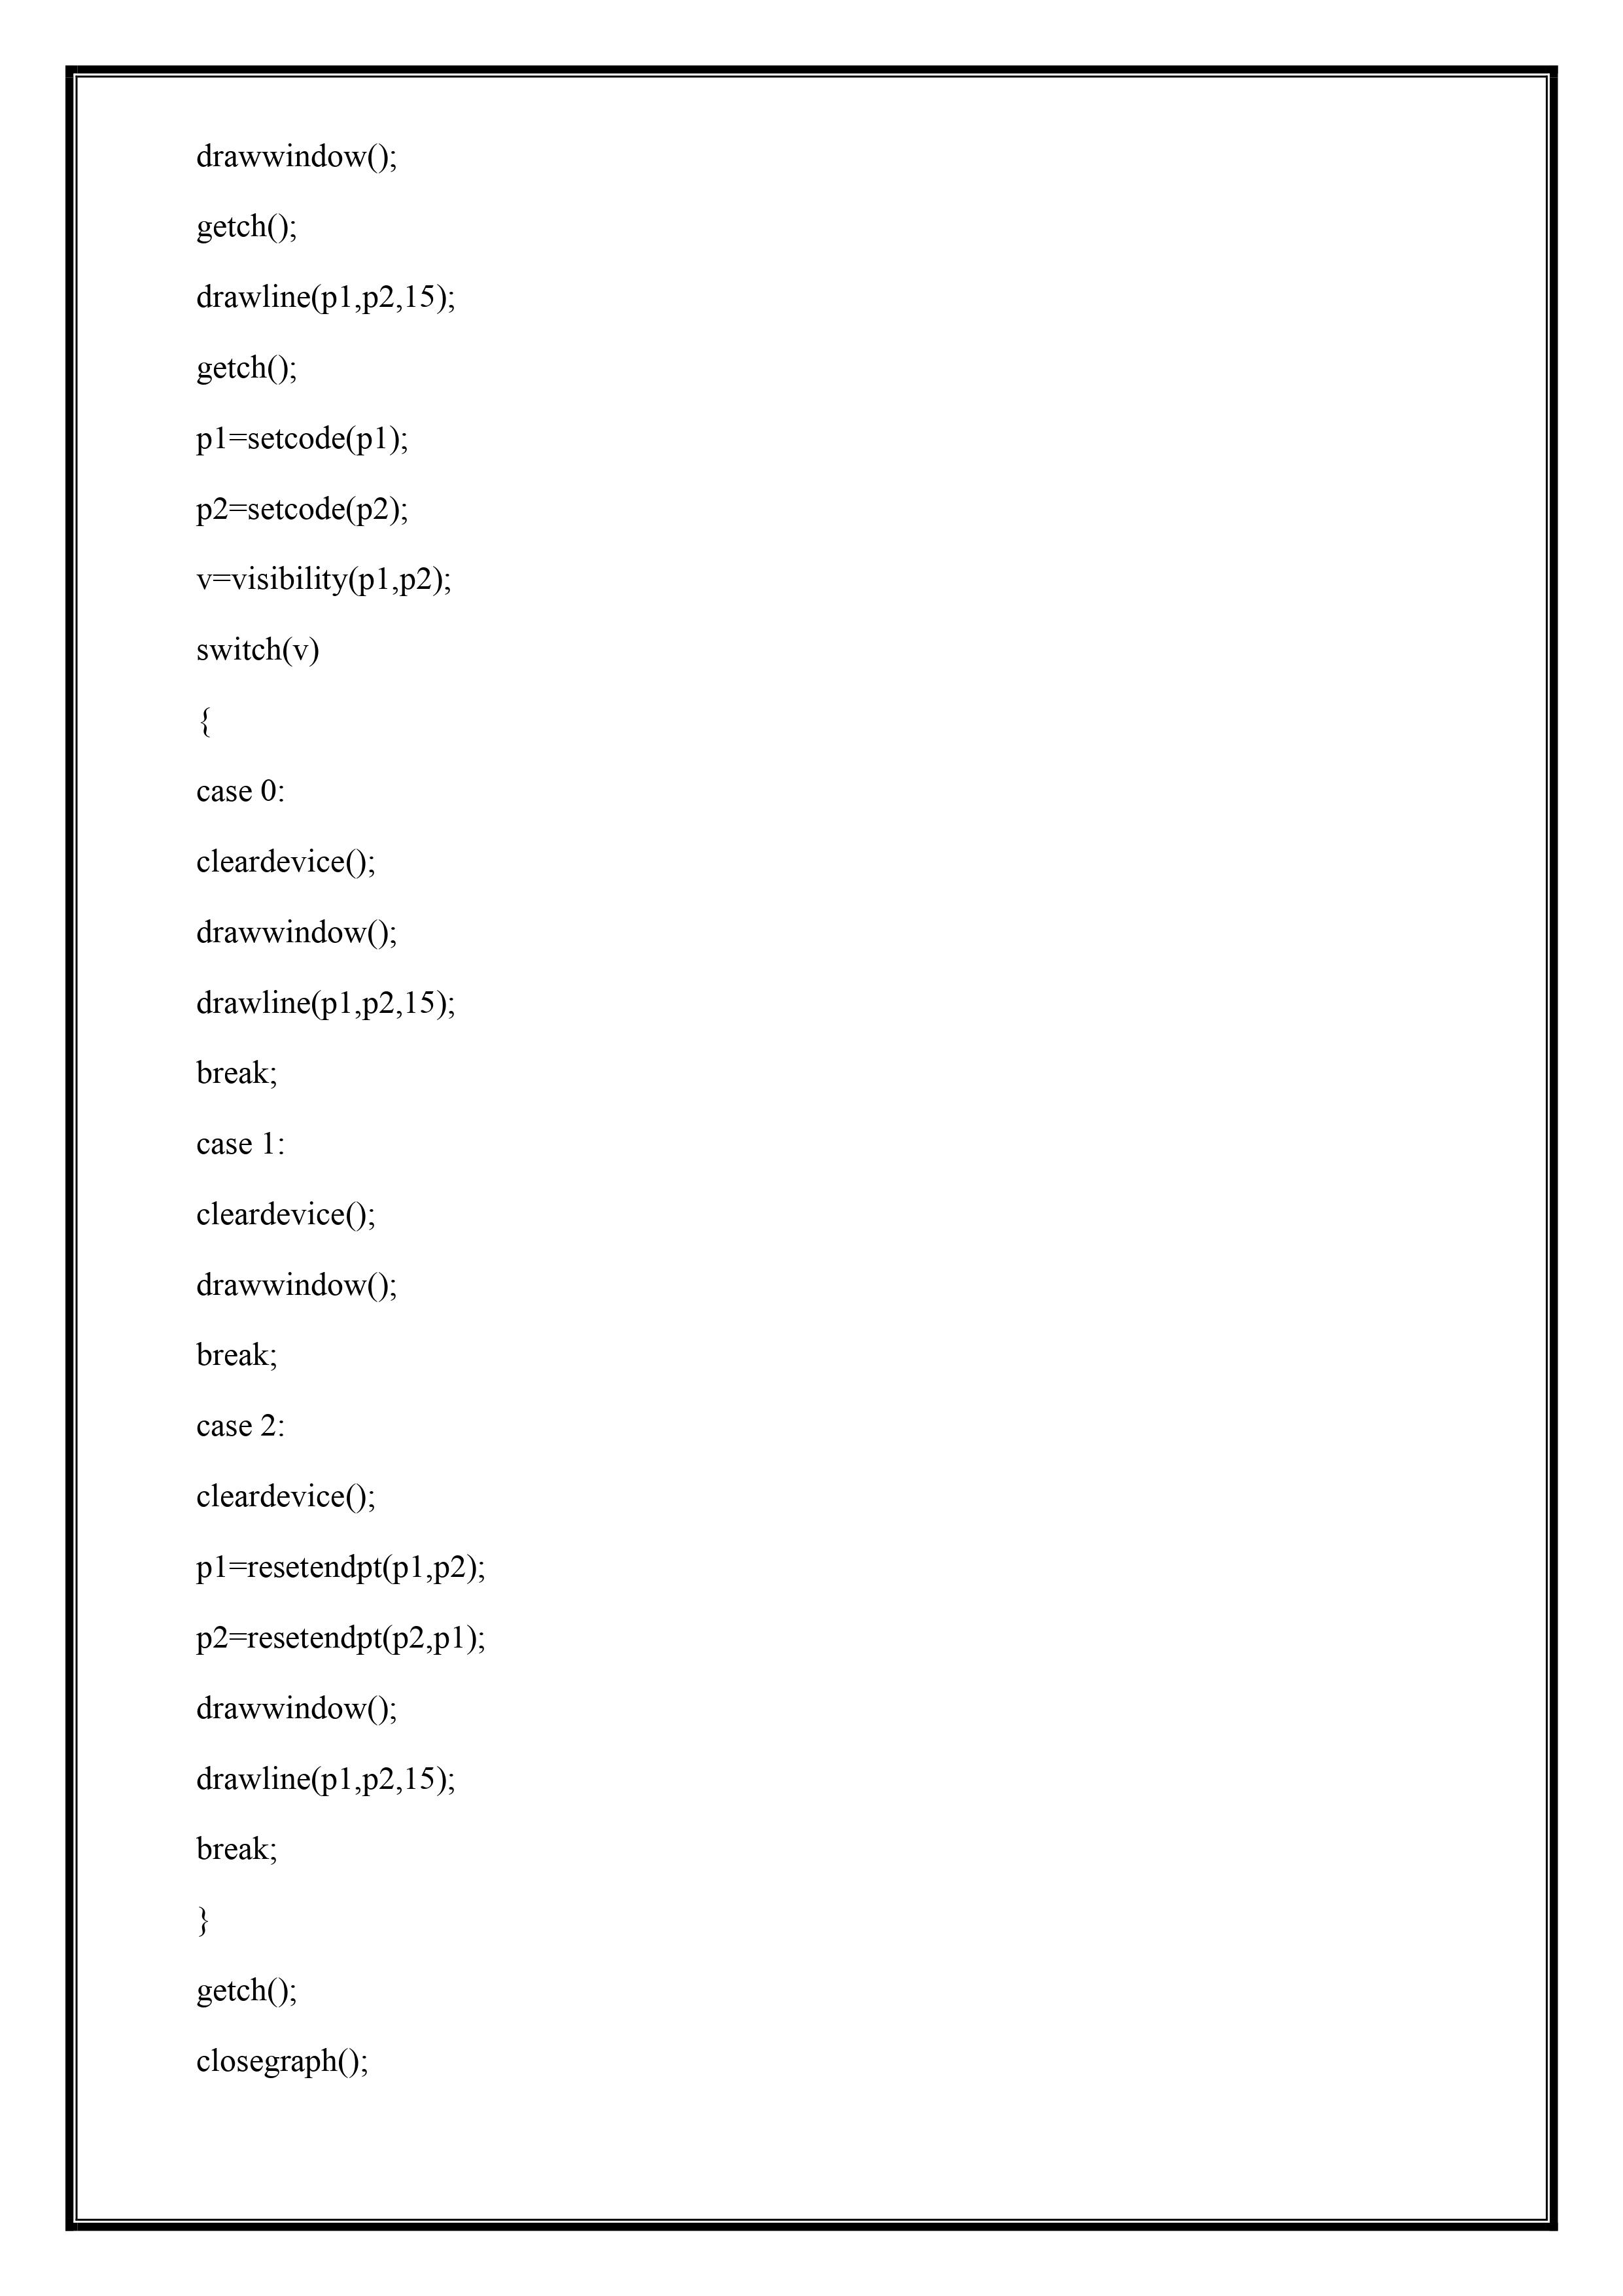 drawwindow();
getch();
drawline(p1,p2,15);
getch();
p1=setcode(p1);
p2=setcode(p2);
v=visibility(p1,p2);
switch(v)
{
case 0:
cleardevice();
drawwindow();
drawline(p1,p2,15);
break;
case 1:
cleardevice();
drawwindow();
break;
case 2:
cleardevice();
p1=resetendpt(p1,p2);
p2=resetendpt(p2,p1);
drawwindow();
drawline(p1,p2,15);
break;
}
getch();
closegraph();